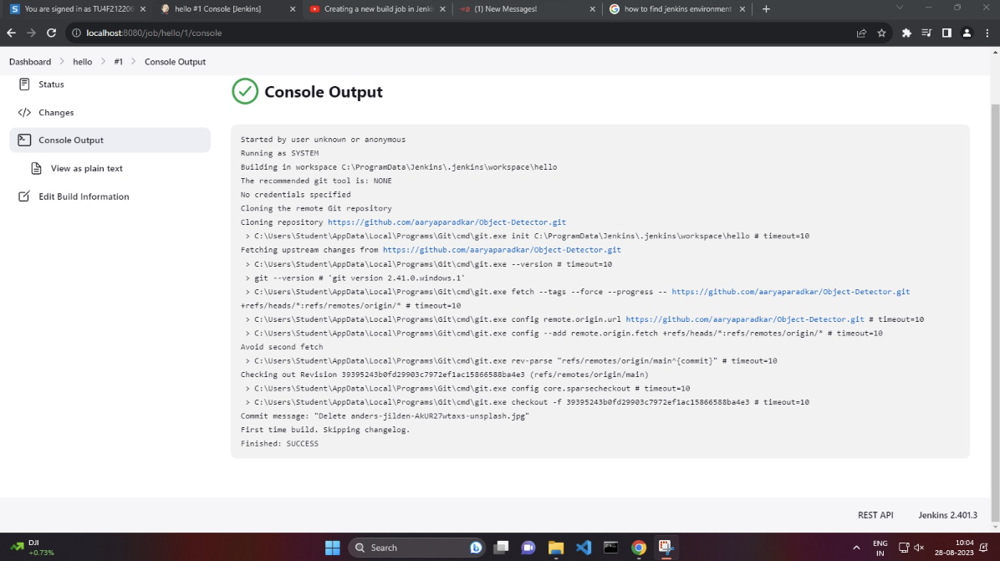 You are signed in as TU4F21220
hello #1 Console [Jenkins]
Creating a new build job in Jenki
(1) New Messages!
how to find jenkins environment
localhost:8080/job/hello/1/console
Dashboard > hello > #1 > Console Output
Status
Changes
Console Output
View as plain text
Edit Build Information
Console Output
Started by user unknown or anonymous
Running as SYSTEM
Building in workspace C:\ProgramData\Jenkins\.jenkins\workspace\hello
The recommended git tool is: NONE
No credentials specified
Cloning the remote Git repository
Cloning repository https://github.com/aaryaparadkar/Object-Detector.git
> C:\Users\Student\AppData\Local\Programs\Git\cmd\git.exe init C:\ProgramData\Jenkins\.jenkins\workspace\hello # timeout=10
Fetching upstream changes from https://github.com/aaryaparadkar/Object-Detector.git
> C:\Users\Student\AppData\Local\Programs\Git\cmd\git.exe --version # timeout=10
> git --version # 'git version 2.41.0.windows.1'
> C:\Users\Student\AppData\Local\Programs\Git\cmd\git.exe fetch --tags --force --progress -- https://github.com/aaryaparadkar/Object-Detector.git
+refs/heads/*:refs/remotes/origin/* # timeout=10
> C:\Users\Student\AppData\Local\Programs\Git\cmd\git.exe config remote.origin.url https://github.com/aaryaparadkar/Object-Detector.git # timeout=10
> C:\Users\Student\AppData\Local\Programs\Git\cmd\git.exe config --add remote.origin.fetch +refs/heads/*:refs/remotes/origin/* # timeout=10
Avoid second fetch
> C:\Users\Student\AppData\Local\Programs\Git\cmd\git.exe rev-parse "refs/remotes/origin/main^{commit}" # timeout=10
Checking out Revision 39395243b0fd29903c7972ef1ac15866588ba4e3 (refs/remotes/origin/main)
> C:\Users\Student\AppData\Local\Programs\Git\cmd\git.exe config core.sparsecheckout # timeout=10
> C:\Users\Student\AppData\Local\Programs\Git\cmd\git.exe checkout -f 39395243b0fd29903c7972ef1ac15866588ba4e3 # timeout=10
Commit message: "Delete anders-jilden-AkUR27wtaxs-unsplash.jpg"
First time build. Skipping changelog.
Finished: SUCCESS
REST API
Jenkins 2.401.3
DJI
+0.73%
Search
ENG
IN
10:04
28-08-2023